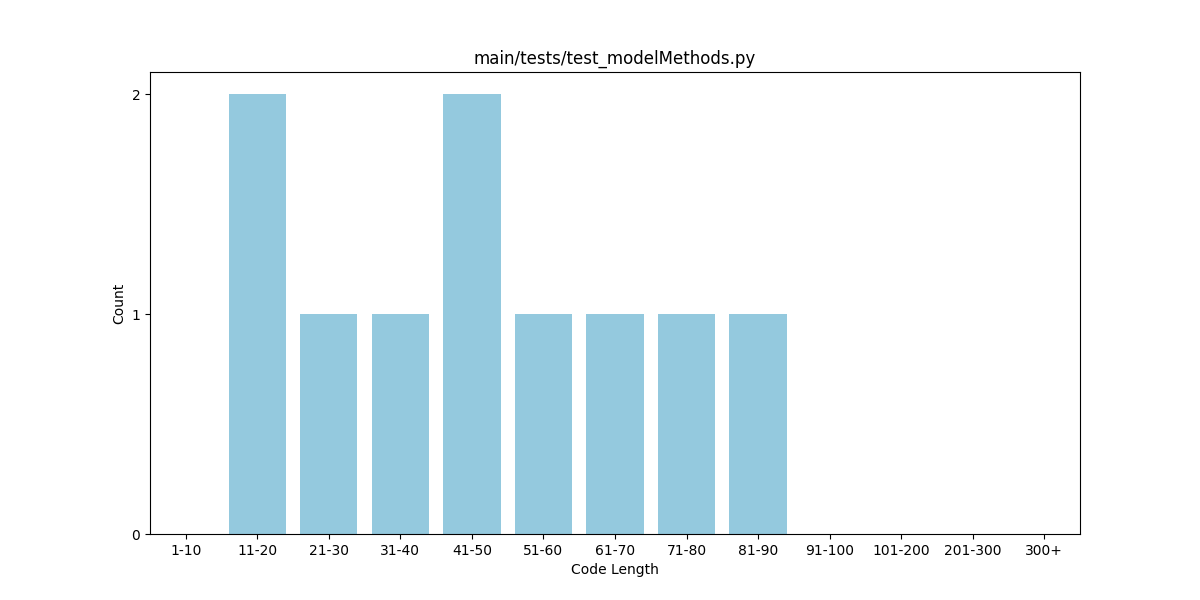 main/tests/test_modelMethods.py
Count
2
1
0
1-10 11-20 21-30 31-40 41-50 51-60 61-70 71-80 81-90 91-100 101-200 201-300 300+
Code Length